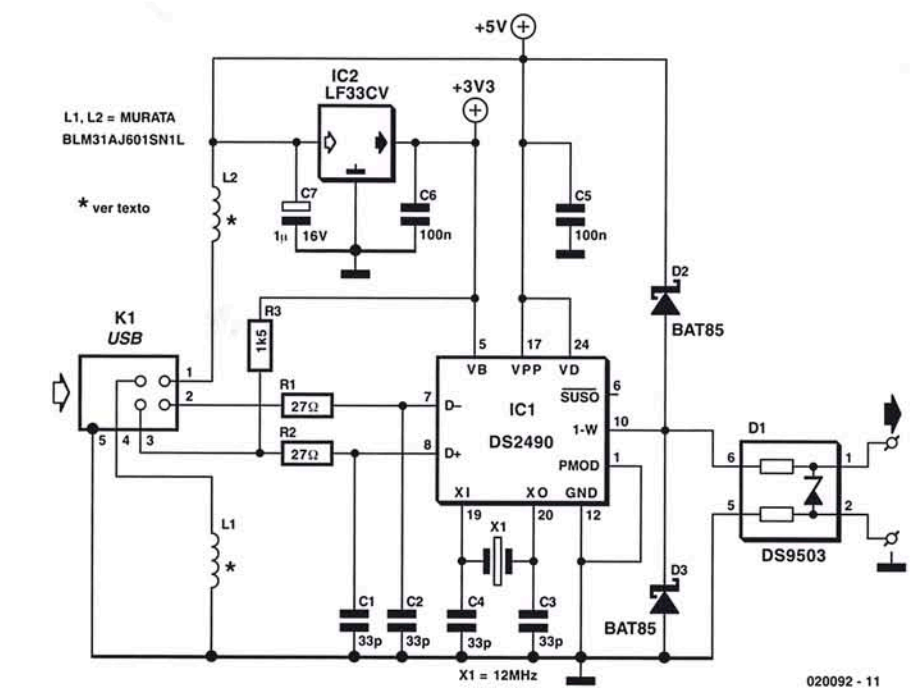 +5V
IC2
LF33CV
+3V3
L1, L2 = MURATA
BLM31AJ601SN1L
* ver texto
L2
*
C7
1µ 16V
C6
100n
C5
100n
D2
BAT85
K1
USB
R3
1k5
5 17 24
VB VPP VD
1
2
R1
27Ω
7
D–
R2
27Ω
8
D+
IC1
DS2490
SUSO
6
1-W
10
PMOD
1
XI XO GND
19 20 12
5 4 3
D1
6
1
5
2
DS9503
X1
L1
*
C1
33p
C2
33p
C4
33p
C3
33p
D3
BAT85
X1 = 12MHz
020092 - 11